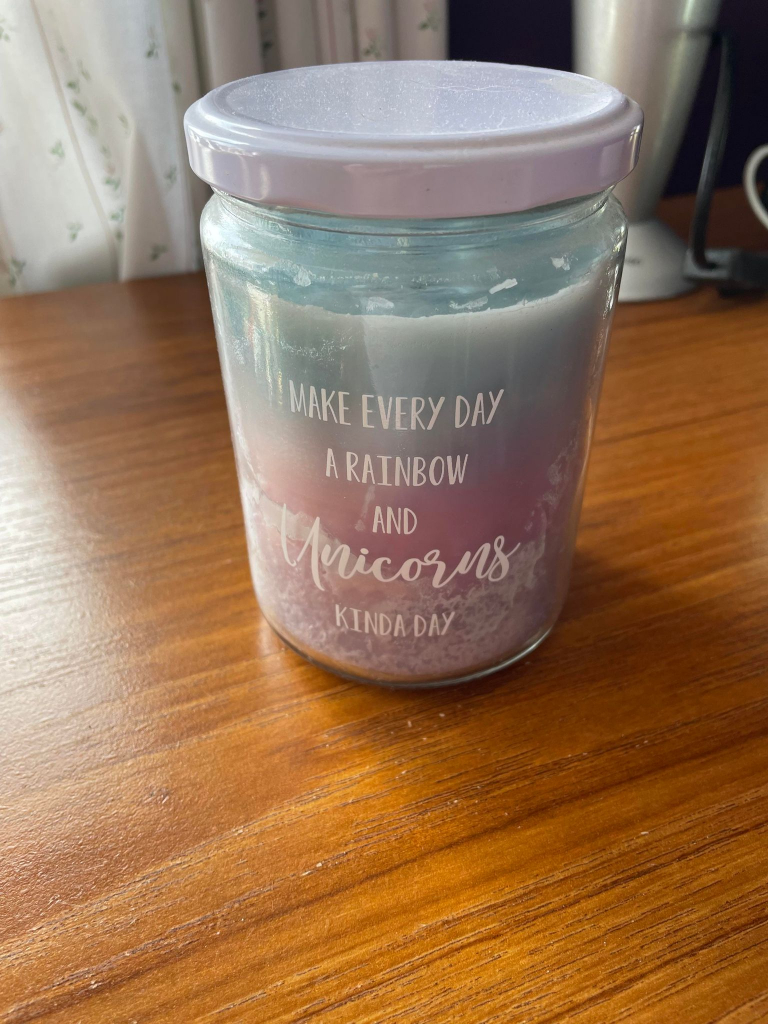 MAKE EVERY DAY
A RAINBOW
AND
Unicorns
KINDA DAY